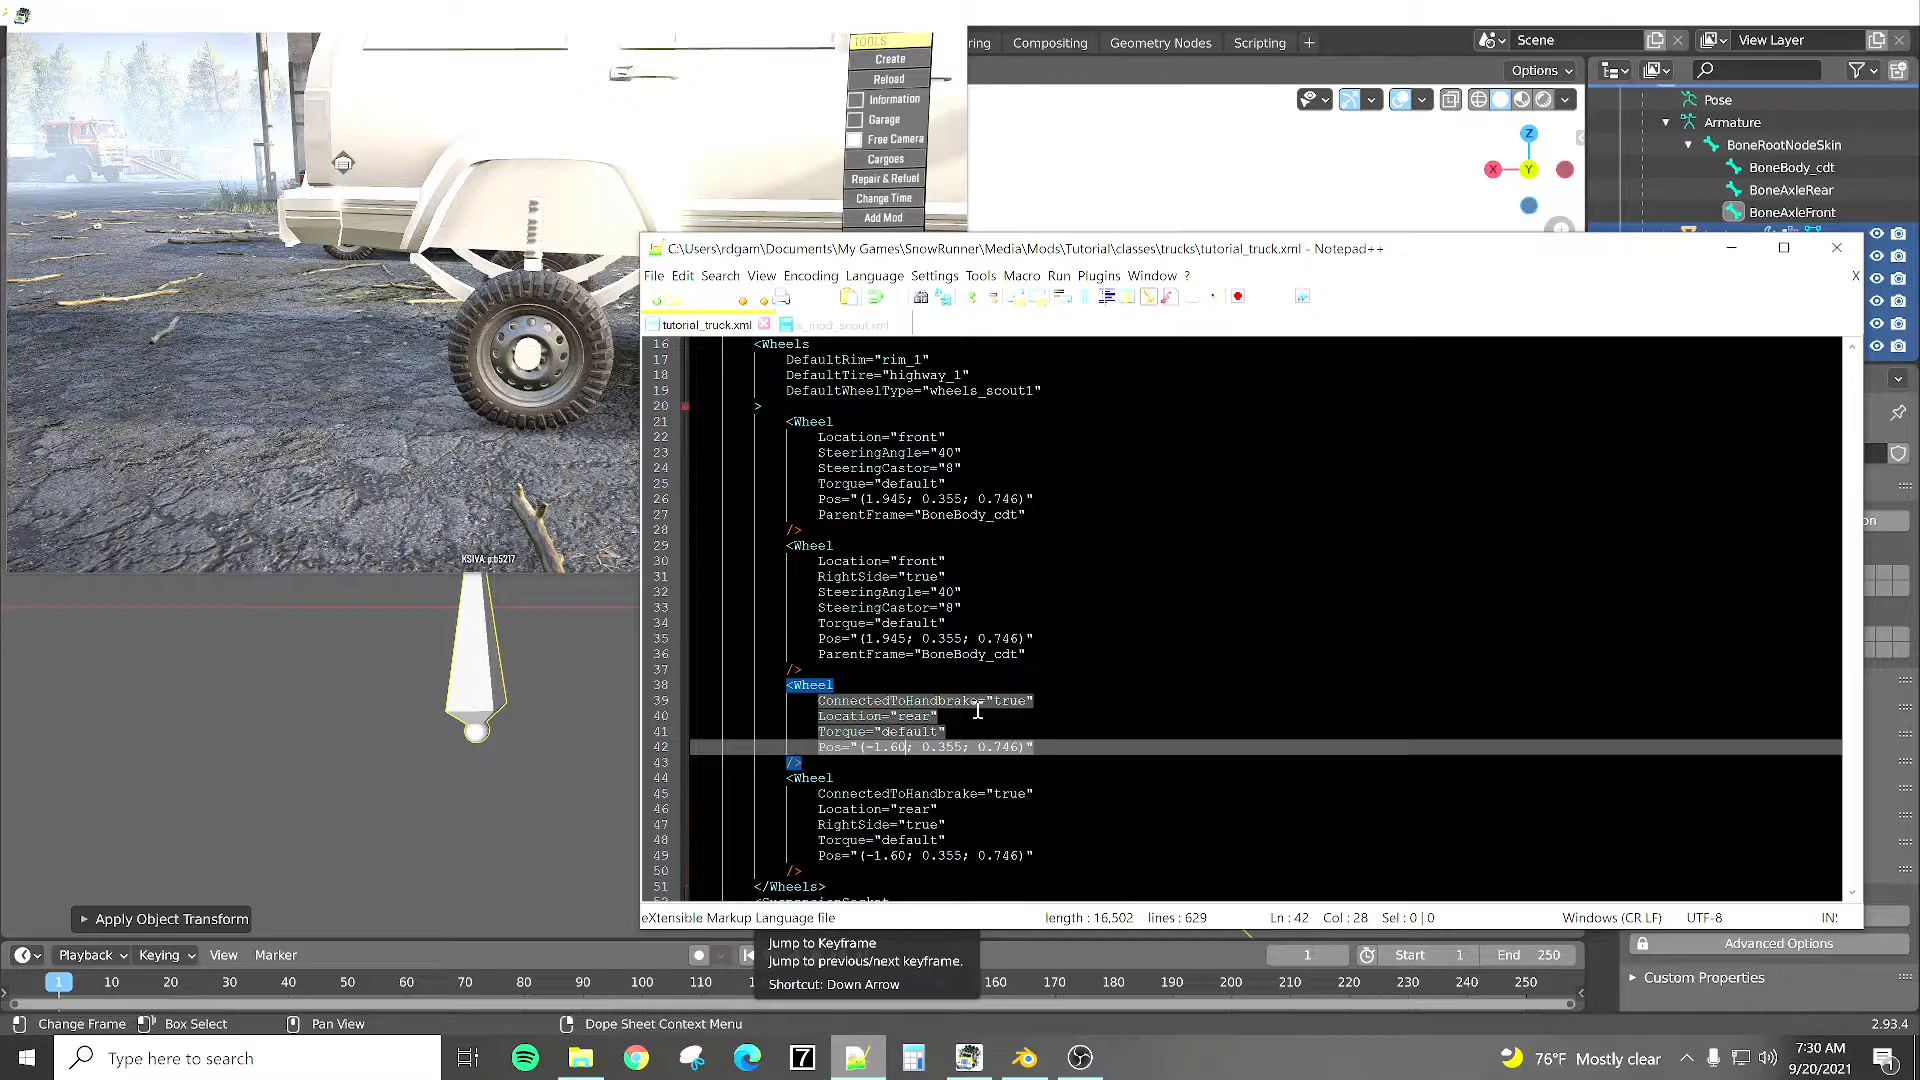 TOOLS
Create
Reload
Information
Garage
Free Camera
Cargoes
Repair & Refuel
Change Time
Add Mod
KSIVA: p:b5217
Compositing
Geometry Nodes
Scripting
+
Scene
View Layer
Options
Pose
Armature
BoneRootNodeSkin
BoneBody_cdt
BoneAxleRear
BoneAxleFront
Z
X
Y
C:\Users\rdgam\Documents\My Games\SnowRunner\Media\Mods\Tutorial\classes\trucks\tutorial_truck.xml - Notepad++
File Edit Search View Encoding Language Settings Tools Macro Run Plugins Window ?
X
tutorial_truck.xml
s_mod_scout.xml
16 <Wheels
17 DefaultRim="rim_1"
18 DefaultTire="highway_1"
19 DefaultWheelType="wheels_scout1"
20 >
21 <Wheel
22 Location="front"
23 SteeringAngle="40"
24 SteeringCastor="8"
25 Torque="default"
26 Pos="(1.945; 0.355; 0.746)"
27 ParentFrame="BoneBody_cdt"
28 />
29 <Wheel
30 Location="front"
31 RightSide="true"
32 SteeringAngle="40"
33 SteeringCastor="8"
34 Torque="default"
35 Pos="(1.945; 0.355; 0.746)"
36 ParentFrame="BoneBody_cdt"
37 />
38 <Wheel
39 ConnectedToHandbrake="true"
40 Location="rear"
41 Torque="default"
42 Pos="(-1.60; 0.355; 0.746)"
43 />
44 <Wheel
45 ConnectedToHandbrake="true"
46 Location="rear"
47 RightSide="true"
48 Torque="default"
49 Pos="(-1.60; 0.355; 0.746)"
50 />
51 </Wheels>
eXtensible Markup Language file
length : 16,502 lines : 629
Ln : 42 Col : 28 Sel : 0 | 0
Windows (CR LF)
UTF-8
INS
Apply Object Transform
Jump to Keyframe
Jump to previous/next keyframe.
Shortcut: Down Arrow
Playback
Keying
View
Marker
1
Start 1
End 250
Advanced Options
Custom Properties
1 10 20 30 40 50 60 70 80 90 100 110 120 160 170 180 190 200 210 220 230 240 250
Change Frame
Box Select
Pan View
Dope Sheet Context Menu
2.93.4
Type here to search
76°F Mostly clear
7:30 AM
9/20/2021